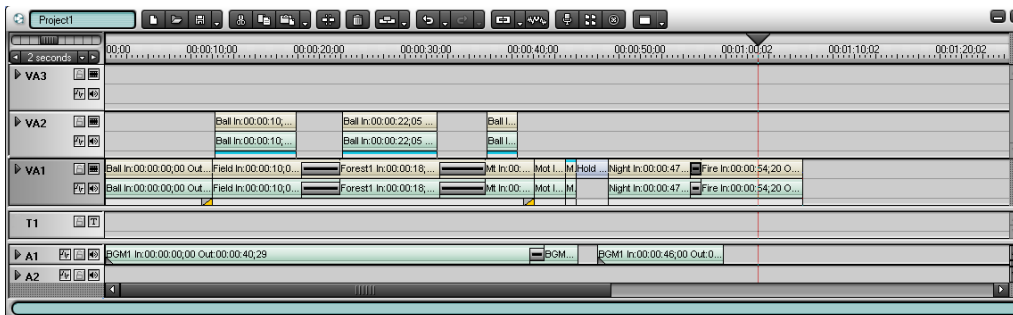 Project1
00:00 00:00:10;00 00:00:20;00 00:00:30;00 00:00:40;00 00:00:50;00 00:01:00;02 00:01:10;02 00:01:20;02
2 seconds
VA3
VA2 Ball In:00:00:10;... Ball In:00:00:22;05 ... Ball I...
Ball In:00:00:10;... Ball In:00:00:22;05 ... Ball I...
VA1 Ball In:00:00:00;00 Out... Field In:00:00:10;0... Forest1 In:00:00:18;... Mt In:00:... Mot I... M. Hold ... Night In:00:00:47... Fire In:00:00:54;20 O...
Ball In:00:00:00;00 Out... Field In:00:00:10;0... Forest1 In:00:00:18;... Mt In:00:... Mot I... M. Night In:00:00:47... Fire In:00:00:54;20 O...
T1 T
A1 BGM1 In:00:00:00;00 Out:00:00:40;29 BGM... BGM1 In:00:00:46;00 Out:0...
A2